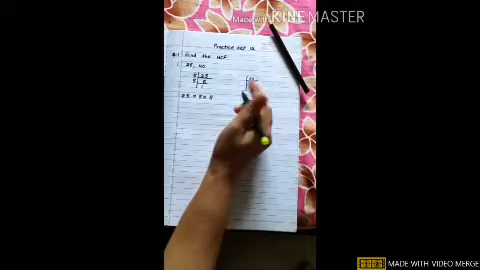 Made with KINEMASTER
Practice set 12
Q.1 Find the HCF
1 25, 40
5 25
5 5
1
25 = 5 x 5
MADE WITH VIDEO MERGE